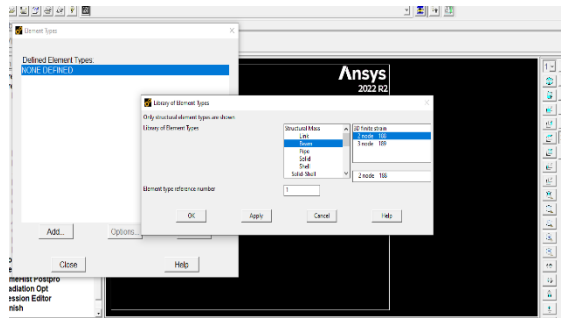 Element Types
Defined Element Types:
NONE DEFINED
Ansys
2022 R2
Library of Element Types
Only structural element types are shown
Library of Element Types
Structural Mass
Link
Beam
Pipe
Solid
Shell
Solid-Shell
3D finite strain
2 node 188
3 node 189
2 node 188
Element type reference number
1
OK
Apply
Cancel
Help
Add...
Options...
Close
Help
TimeHist Postpro
adiation Opt
ession Editor
nish